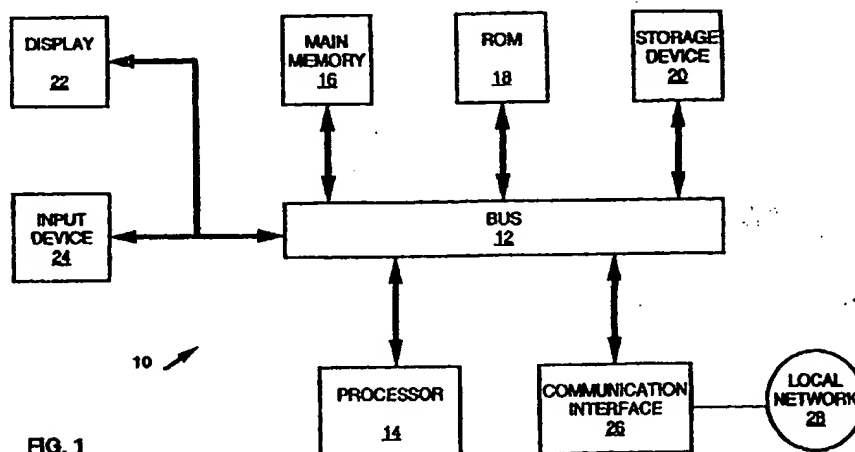 DISPLAY
22
MAIN
MEMORY
16
ROM
18
STORAGE
DEVICE
20
INPUT
DEVICE
24
BUS
12
10
PROCESSOR
14
COMMUNICATION
INTERFACE
26
LOCAL
NETWORK
28
FIG. 1